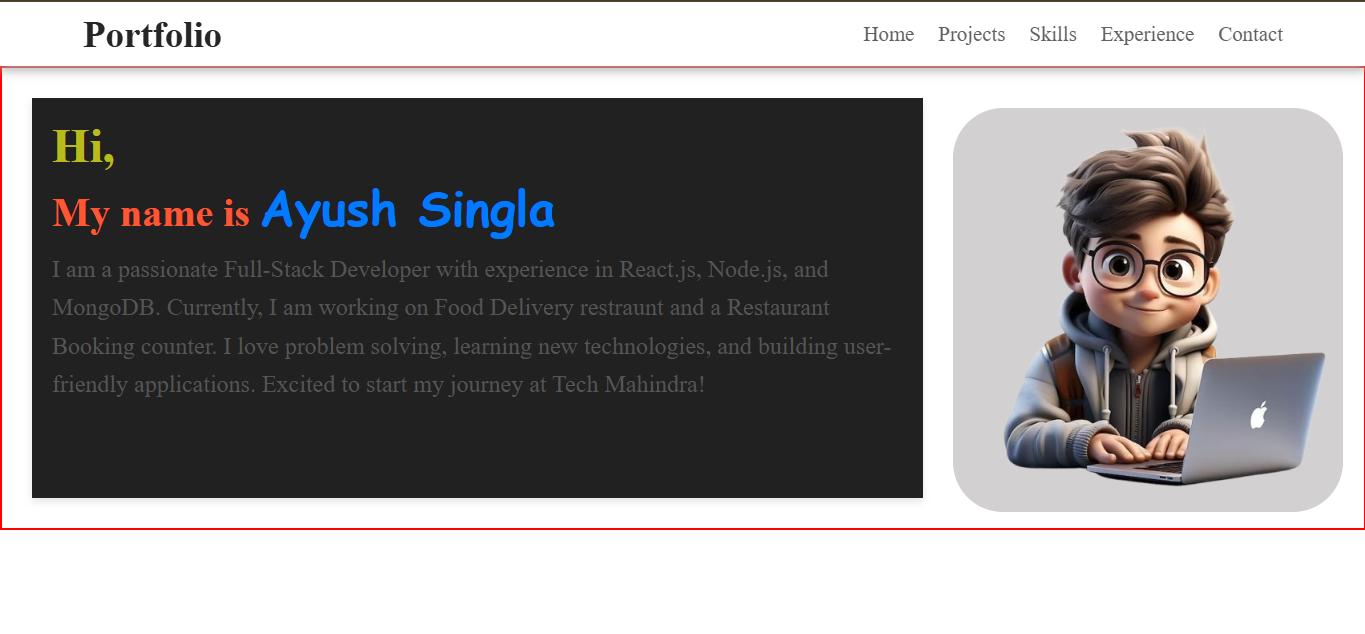 Portfolio
Home Projects Skills Experience Contact
Hi,
My name is Ayush Singla
I am a passionate Full-Stack Developer with experience in React.js, Node.js, and
MongoDB. Currently, I am working on Food Delivery restraunt and a Restaurant
Booking counter. I love problem solving, learning new technologies, and building user-
friendly applications. Excited to start my journey at Tech Mahindra!